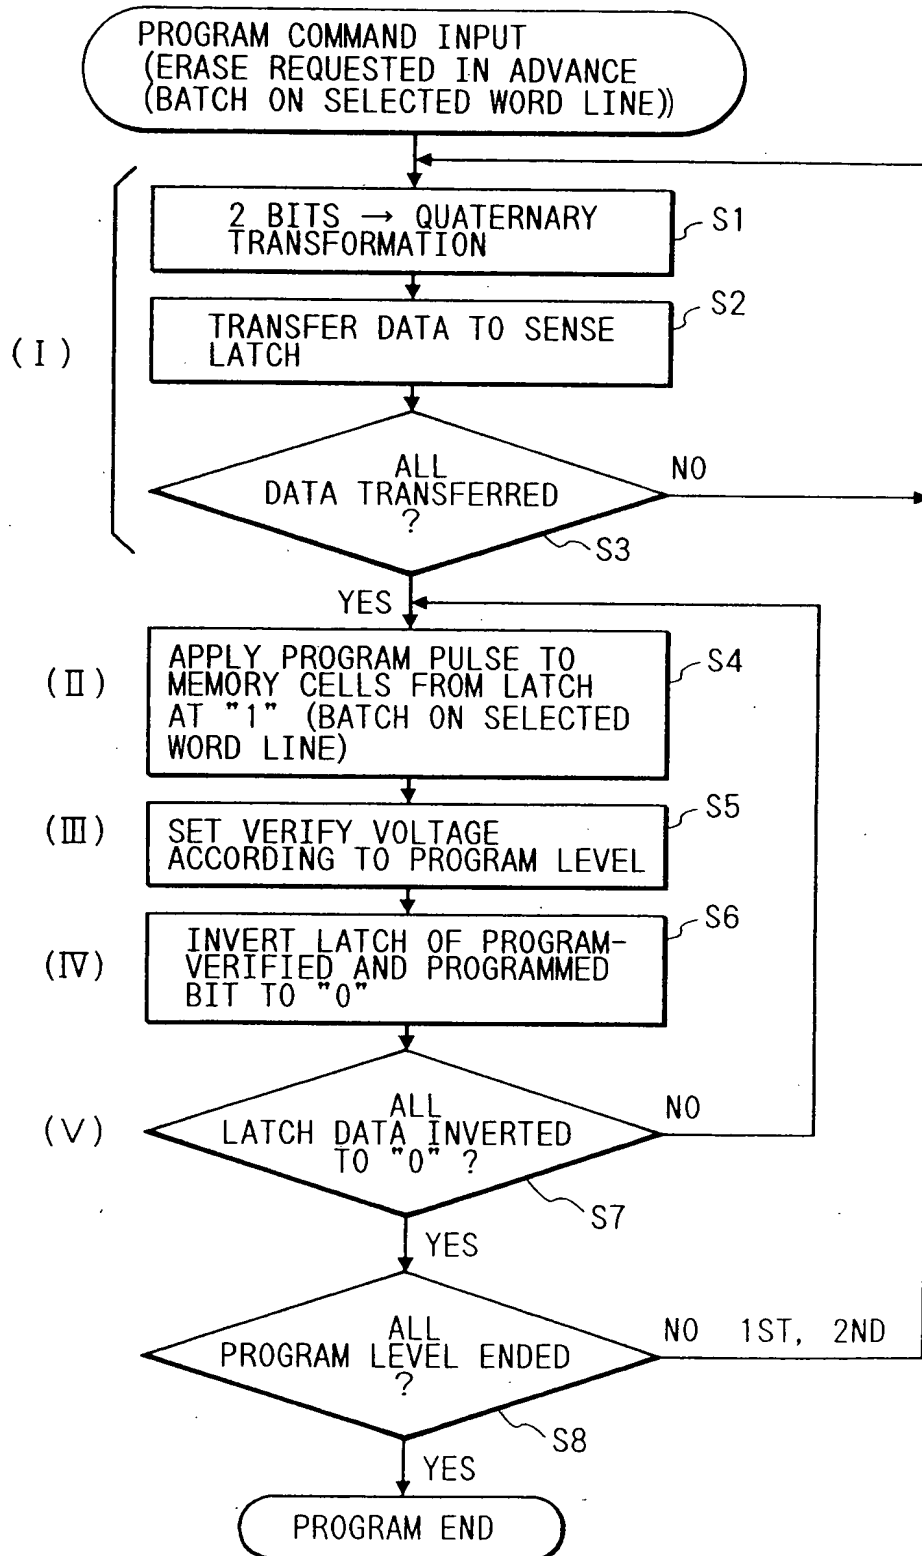 PROGRAM COMMAND INPUT
(ERASE REQUESTED IN ADVANCE
(BATCH ON SELECTED WORD LINE))
2 BITS → QUATERNARY
TRANSFORMATION
S1
(I)
TRANSFER DATA TO SENSE
LATCH
S2
ALL
DATA TRANSFERRED
?
NO
S3
YES
(II)
APPLY PROGRAM PULSE TO
MEMORY CELLS FROM LATCH
AT "1" (BATCH ON SELECTED
WORD LINE)
S4
(III)
SET VERIFY VOLTAGE
ACCORDING TO PROGRAM LEVEL
S5
(IV)
INVERT LATCH OF PROGRAM-
VERIFIED AND PROGRAMMED
BIT TO "0"
S6
(V)
ALL
LATCH DATA INVERTED
TO "0" ?
NO
S7
YES
ALL
PROGRAM LEVEL ENDED
?
NO 1ST, 2ND
S8
YES
PROGRAM END